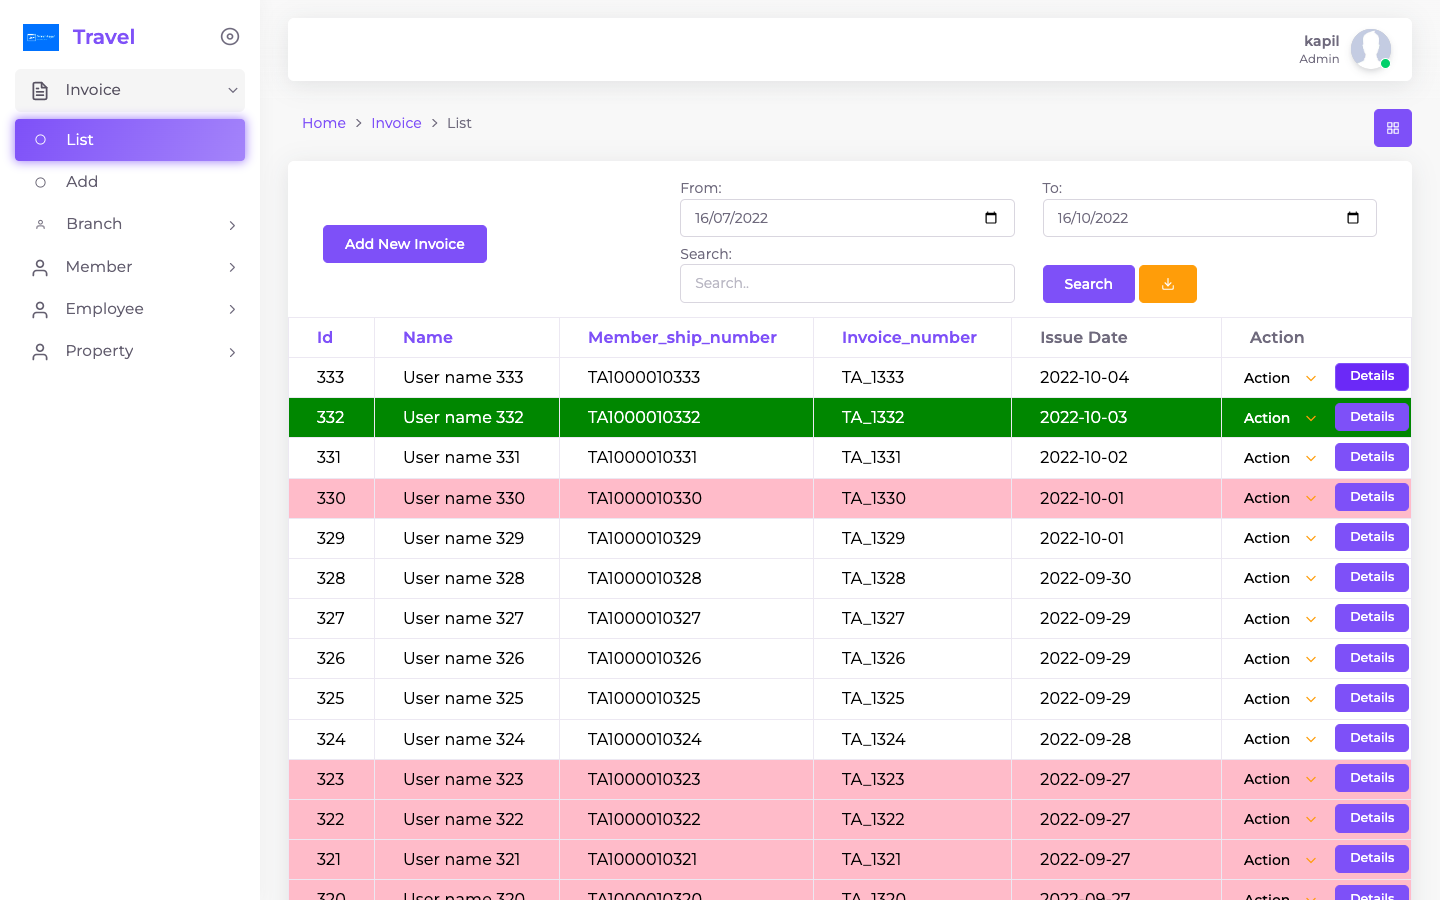 Travel
Invoice
List
Add
Branch
Member
Employee
Property
kapil
Admin
Home > Invoice > List
From:
16/07/2022
To:
16/10/2022
Add New Invoice
Search:
Search..
Search
Id Name Member_ship_number Invoice_number Issue Date Action
333 User name 333 TA1000010333 TA_1333 2022-10-04 Action Details
332 User name 332 TA1000010332 TA_1332 2022-10-03 Action Details
331 User name 331 TA1000010331 TA_1331 2022-10-02 Action Details
330 User name 330 TA1000010330 TA_1330 2022-10-01 Action Details
329 User name 329 TA1000010329 TA_1329 2022-10-01 Action Details
328 User name 328 TA1000010328 TA_1328 2022-09-30 Action Details
327 User name 327 TA1000010327 TA_1327 2022-09-29 Action Details
326 User name 326 TA1000010326 TA_1326 2022-09-29 Action Details
325 User name 325 TA1000010325 TA_1325 2022-09-29 Action Details
324 User name 324 TA1000010324 TA_1324 2022-09-28 Action Details
323 User name 323 TA1000010323 TA_1323 2022-09-27 Action Details
322 User name 322 TA1000010322 TA_1322 2022-09-27 Action Details
321 User name 321 TA1000010321 TA_1321 2022-09-27 Action Details
320 User name 320 TA1000010320 TA_1320 2022-09-27 Action Details